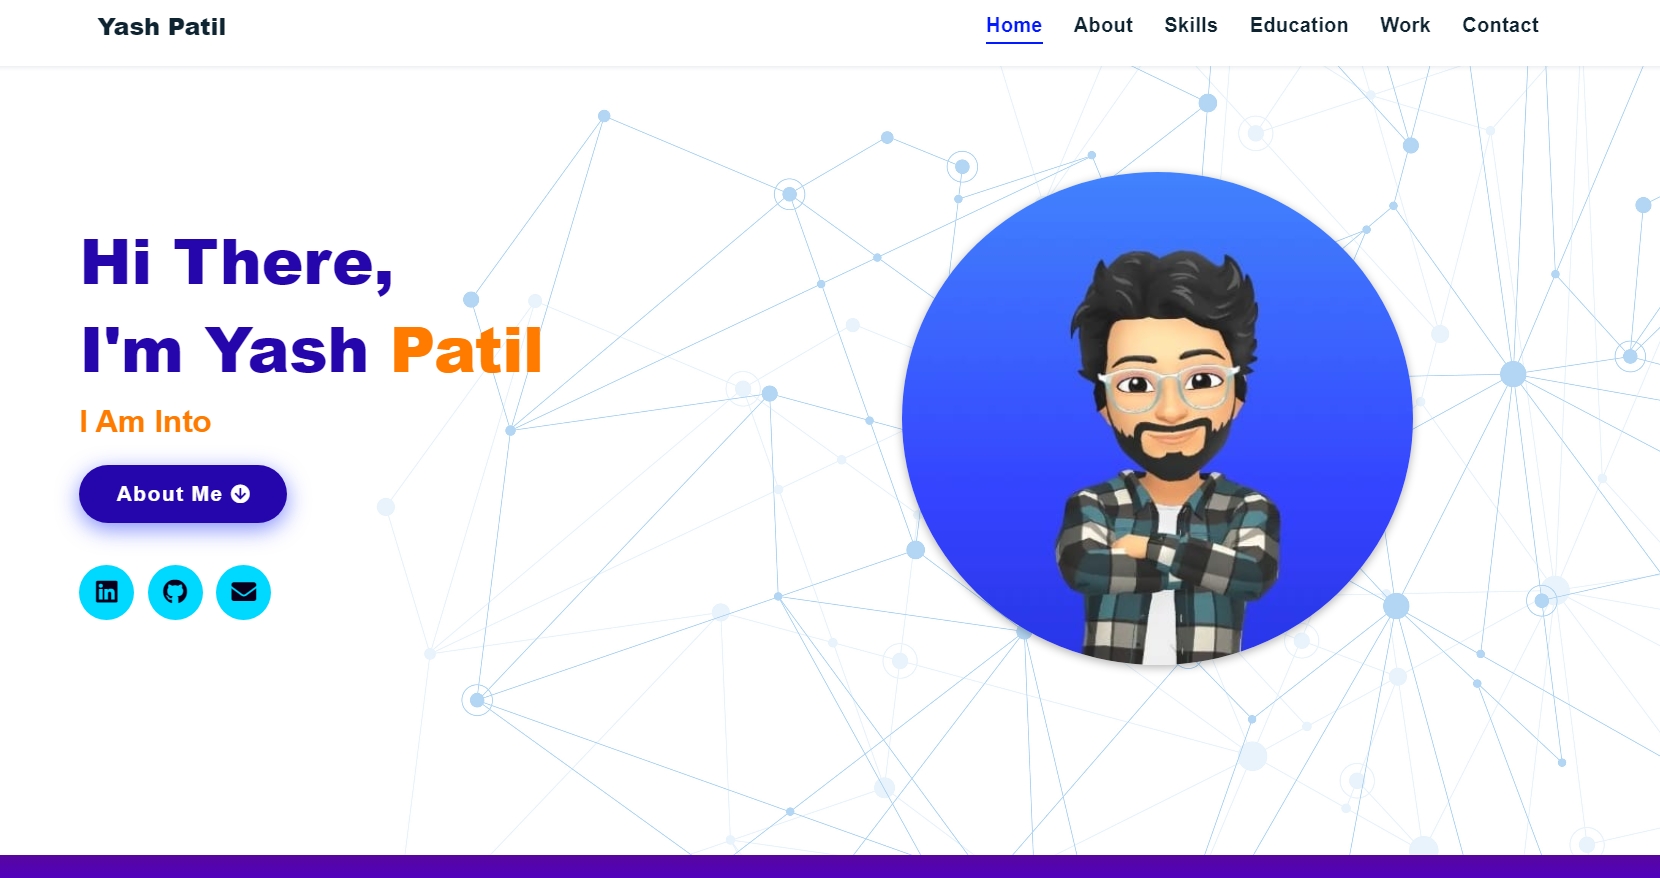 Yash Patil
Home About Skills Education Work Contact
Hi There,
I'm Yash Patil
I Am Into
About Me